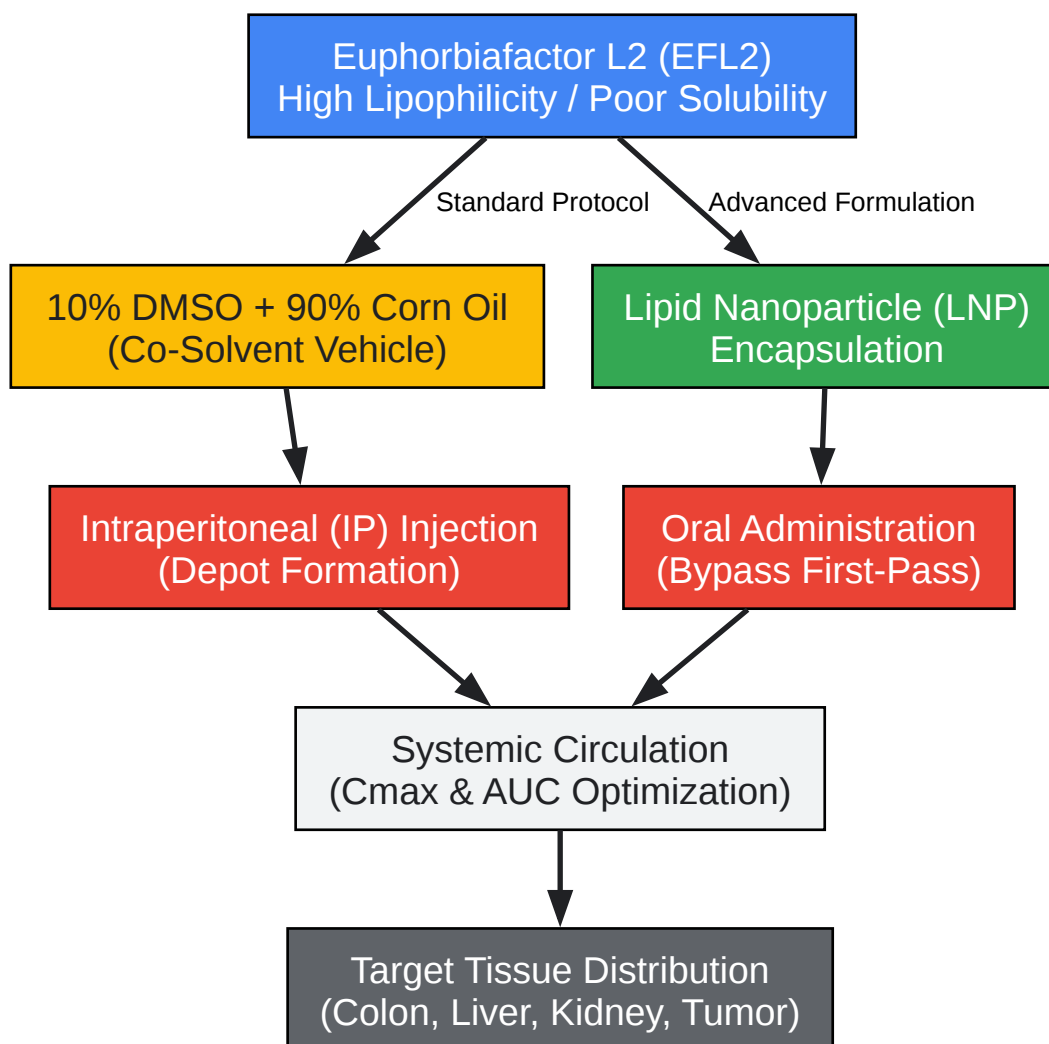 Euphorbiafactor L2 (EFL2)
High Lipophilicity / Poor Solubility
Standard Protocol
Advanced Formulation
10% DMSO + 90% Corn Oil
(Co-Solvent Vehicle)
Lipid Nanoparticle (LNP)
Encapsulation
Intraperitoneal (IP) Injection
(Depot Formation)
Oral Administration
(Bypass First-Pass)
Systemic Circulation
(Cmax & AUC Optimization)
Target Tissue Distribution
(Colon, Liver, Kidney, Tumor)